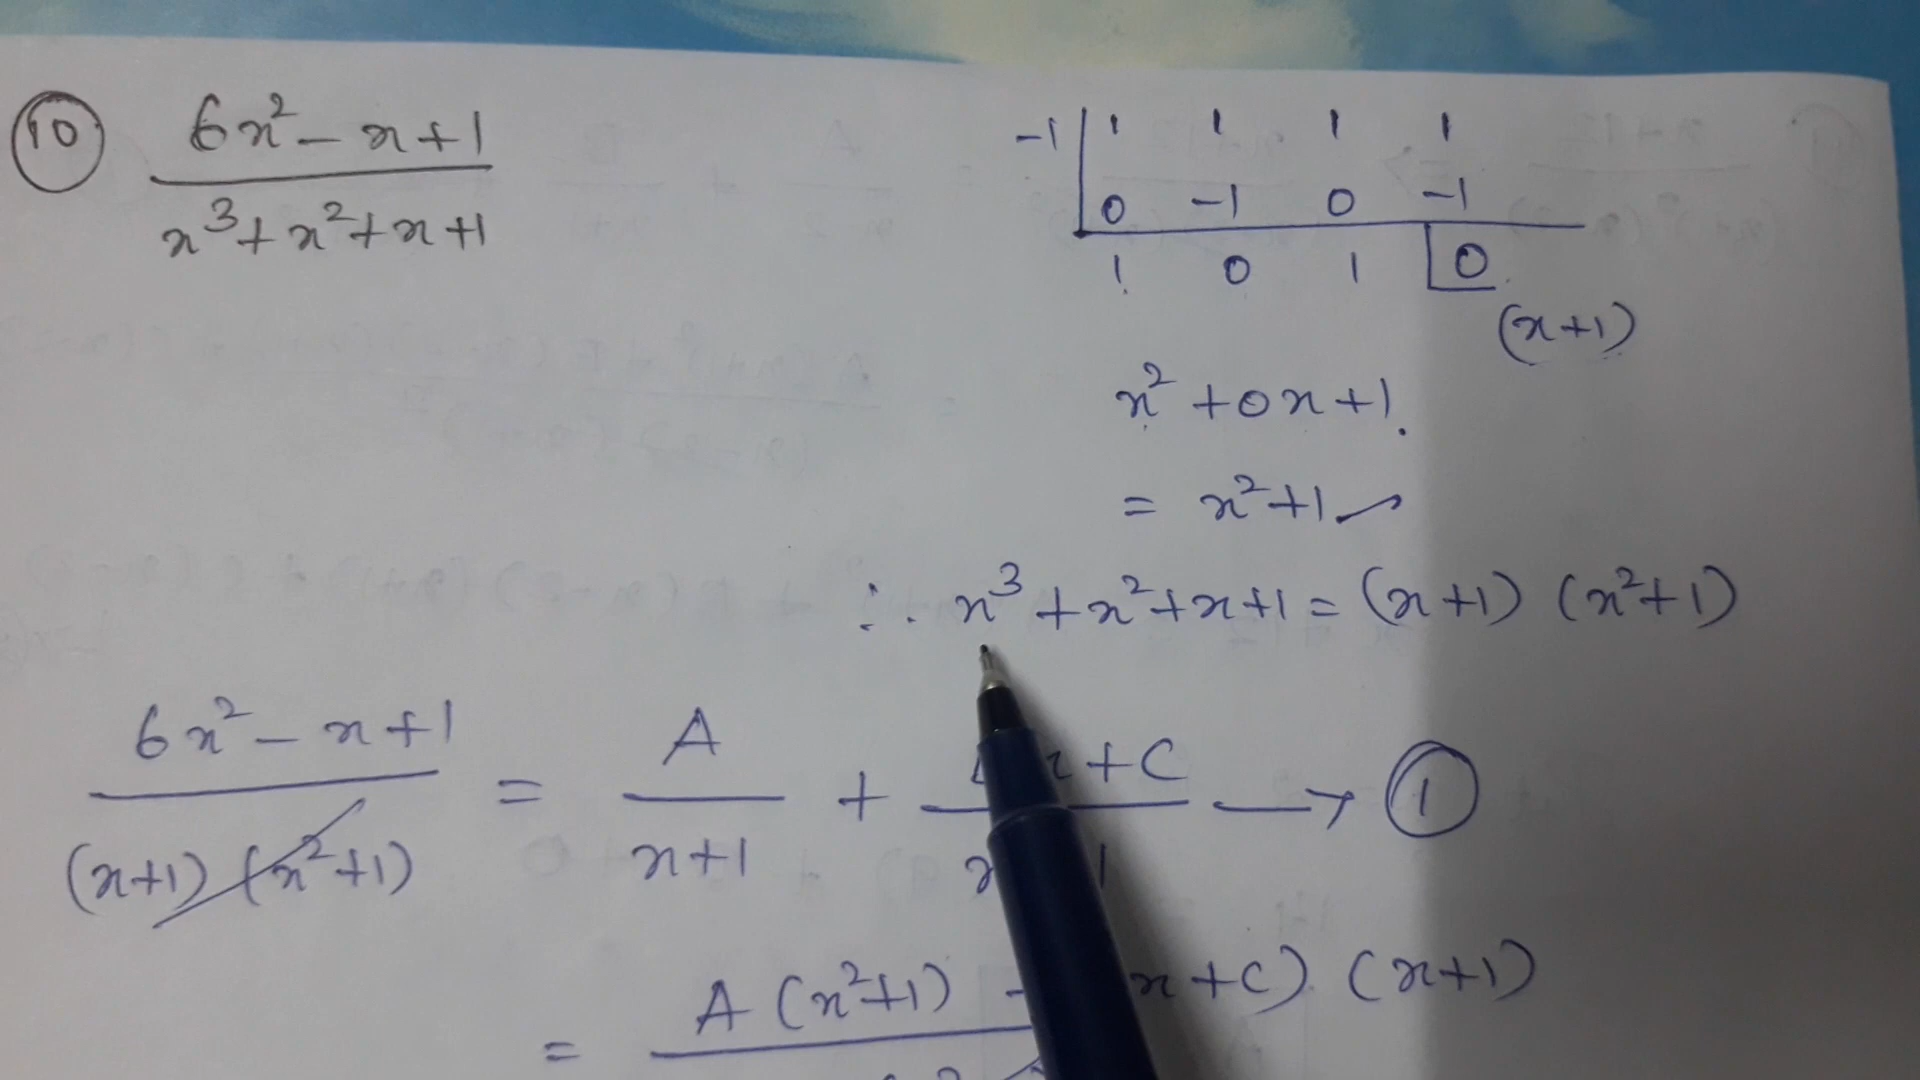 10 6x² - x + 1
x³ + x² + x + 1
-1 | 1 1 1 1
0 -1 0 -1
1 0 1 0
(x+1)
x² + 0x + 1.
= x² + 1
∴ x³ + x² + x + 1 = (x+1) (x²+1)
6x² - x + 1 / (x+1) (x²+1) = A / x+1 + x + C → 1
= A (x²+1) x + C) (x+1)